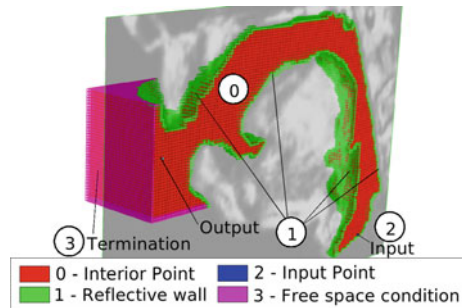 0
Output
1
2
3 Termination
Input
0 - Interior Point
2 - Input Point
1 - Reflective wall
3 - Free space condition